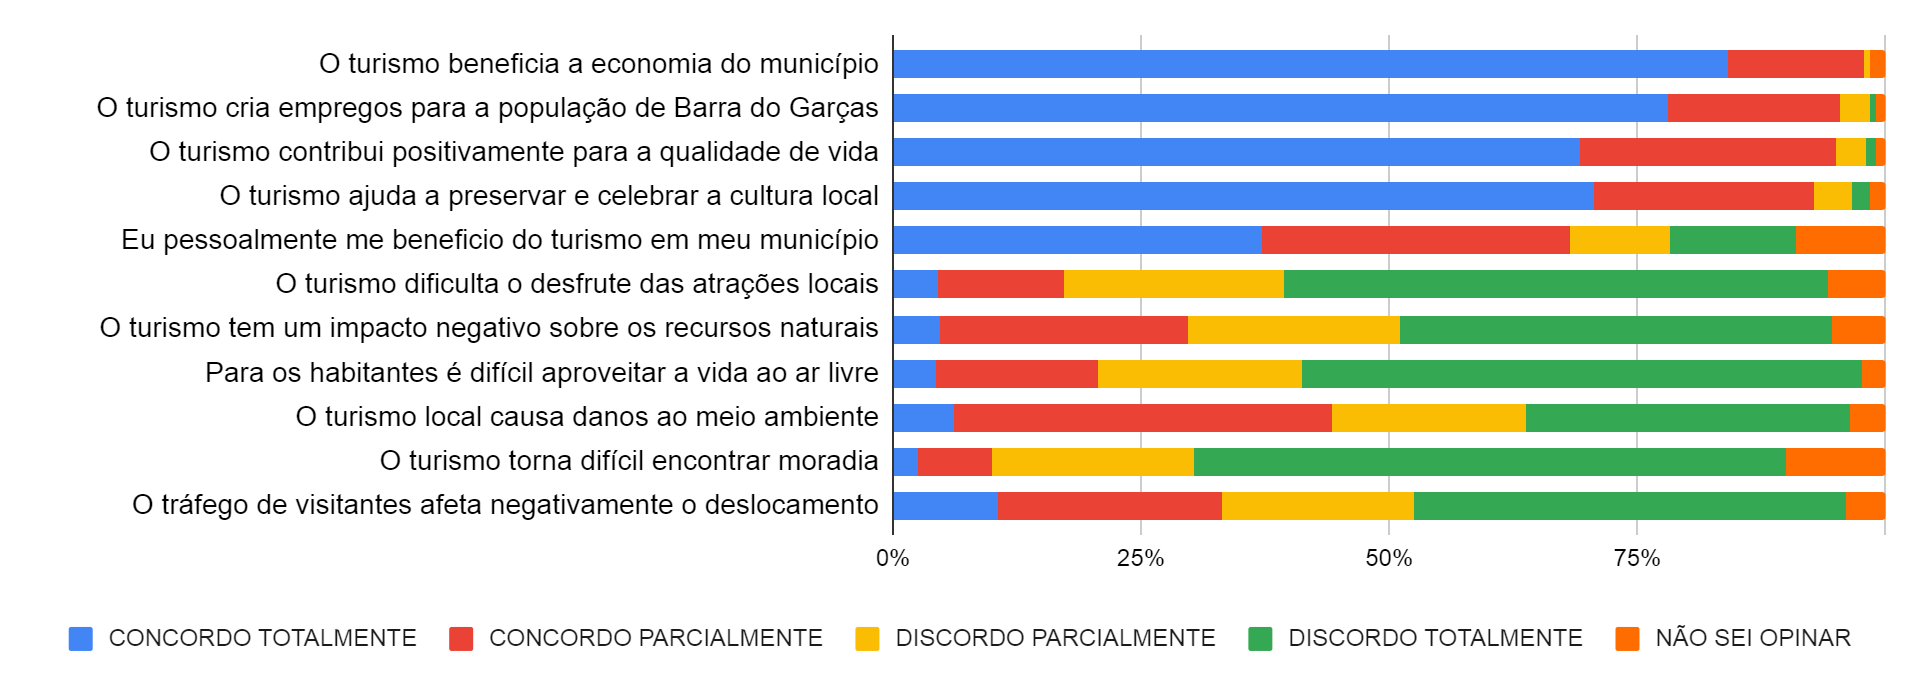 O turismo beneficia a economia do município
O turismo cria empregos para a população de Barra do Garças
O turismo contribui positivamente para a qualidade de vida
O turismo ajuda a preservar e celebrar a cultura local
Eu pessoalmente me beneficio do turismo em meu município
O turismo dificulta o desfrute das atrações locais
O turismo tem um impacto negativo sobre os recursos naturais
Para os habitantes é difícil aproveitar a vida ao ar livre
O turismo local causa danos ao meio ambiente
O turismo torna difícil encontrar moradia
O tráfego de visitantes afeta negativamente o deslocamento
0% 25% 50% 75%
CONCORDO TOTALMENTE CONCORDO PARCIALMENTE DISCORDO PARCIALMENTE DISCORDO TOTALMENTE NÃO SEI OPINAR